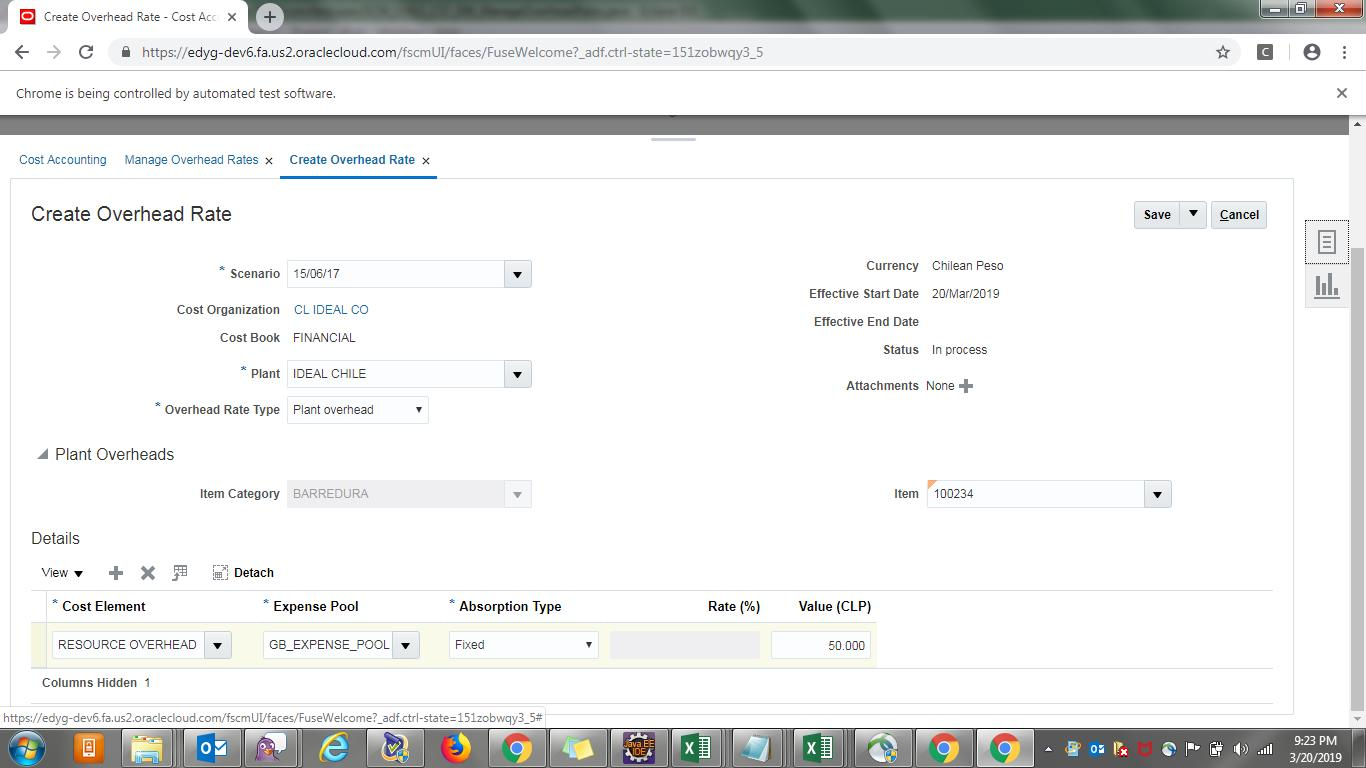 Create Overhead Rate - Cost Acc
https://edyg-dev6.fa.us2.oraclecloud.com/fscmUI/faces/FuseWelcome?_adf.ctrl-state=151zobwqy3_5
C
Chrome is being controlled by automated test software.
Cost Accounting Manage Overhead Rates Create Overhead Rate
Create Overhead Rate
Save Cancel
* Scenario 15/06/17
Currency Chilean Peso
Effective Start Date 20/Mar/2019
Cost Organization CL IDEAL CO
Effective End Date
Cost Book FINANCIAL
Status In process
* Plant IDEAL CHILE
Attachments None
* Overhead Rate Type Plant overhead
Plant Overheads
Item Category BARREDURA
Item 100234
Details
View Detach
* Cost Element * Expense Pool * Absorption Type Rate (%) Value (CLP)
RESOURCE OVERHEAD GB_EXPENSE_POOL Fixed 50.000
Columns Hidden 1
https://edyg-dev6.fa.us2.oraclecloud.com/fscmUI/faces/FuseWelcome?_adf.ctrl-state=151zobwqy3_5#
Java EE
IDE
9:23 PM
3/20/2019